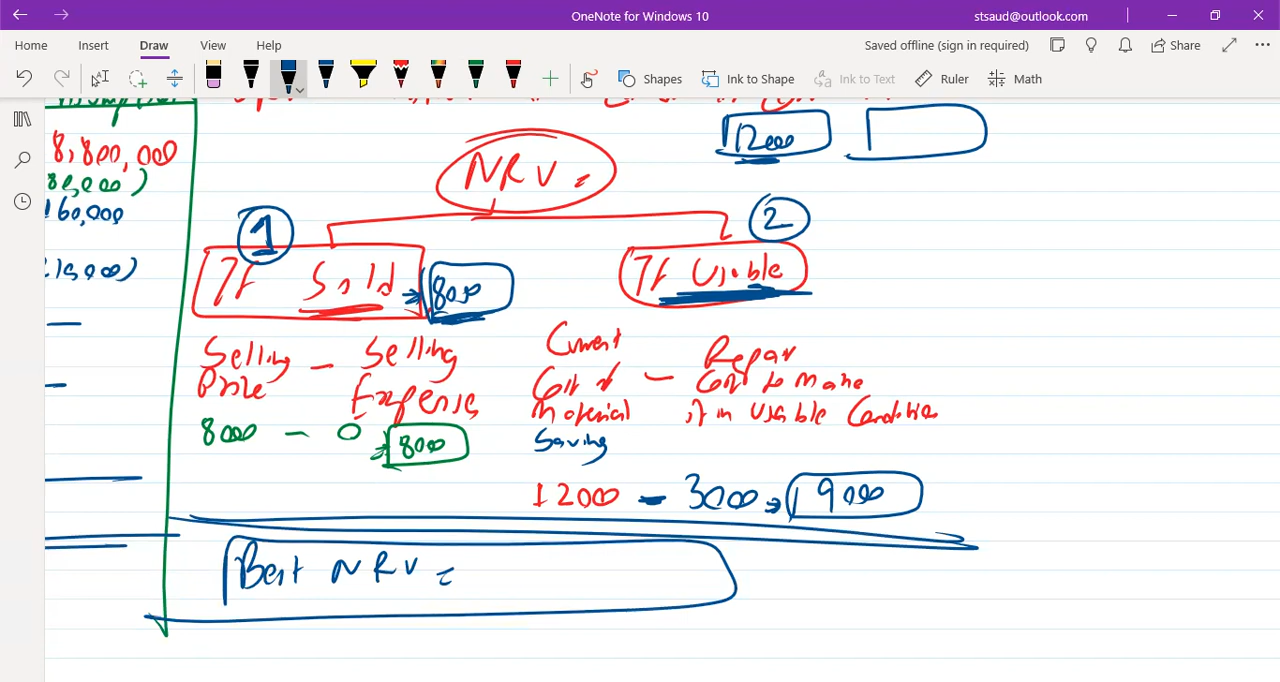 OneNote for Windows 10
stsaud@outlook.com
Home Insert Draw View Help
Saved offline (sign in required) Share
Shapes Ink to Shape Ink to Text Ruler Math
8,800,000
160,000
12000
NRV =
1
2
If Sold → 8000
If Usable
Selling Price – Selling Expense
8000 – 0 → 8000
Current Cost of Material – Repair Cost to Make it in Usable Condition
Saving
12000 – 3000 → 9000
Best NRV =